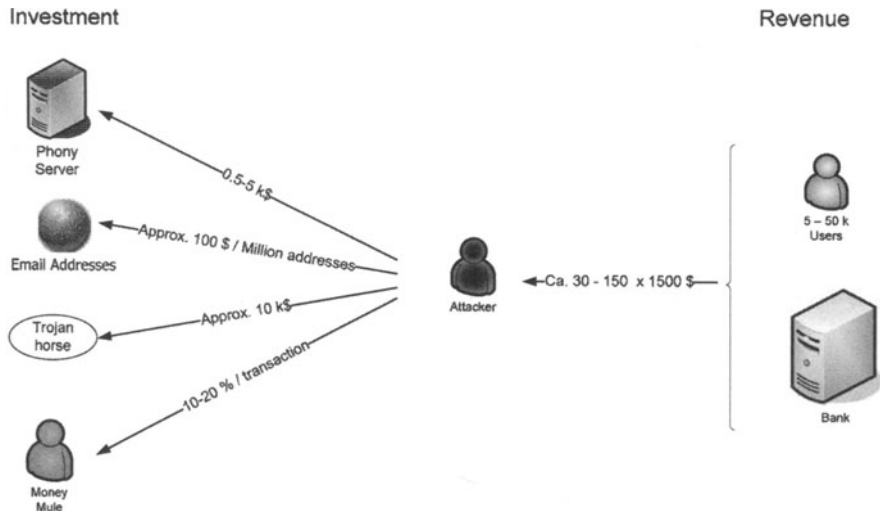 Investment
Revenue
Phony
Server
0.5-5 k$
Email Addresses
Approx. 100 $ / Million addresses
Trojan
horse
Approx. 10 k$
10-20 % / transaction
Money
Mule
Attacker
Ca. 30 - 150 x 1500 $
5 – 50 k
Users
Bank